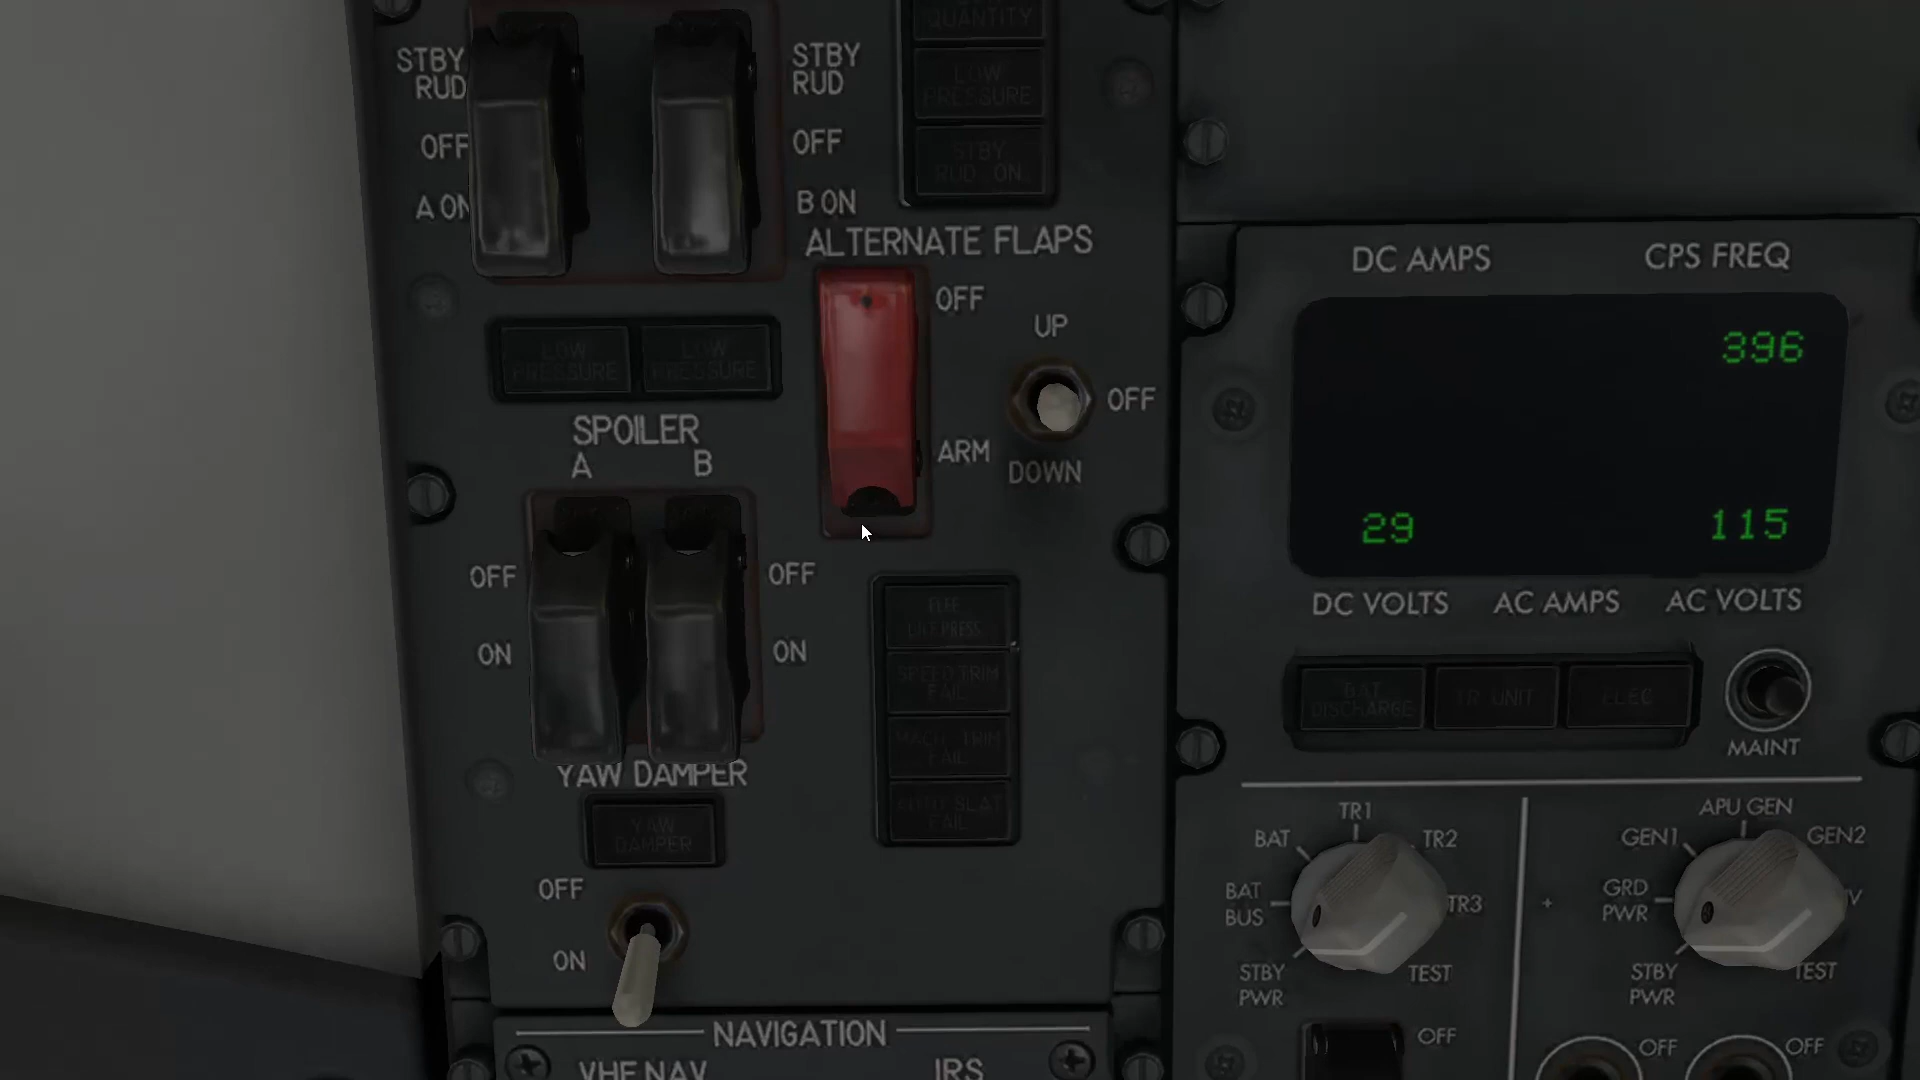 QUANTITY
STBY
RUD
STBY
RUD
LOW
PRESSURE
OFF
OFF
STBY
RUD ON
A ON
B ON
ALTERNATE FLAPS
OFF
UP
OFF
ARM
DOWN
LOW
PRESSURE
LOW
PRESSURE
SPOILER
A
B
OFF
OFF
ON
ON
FEEL
DIFF PRESS
SPEED TRIM
FAIL
MACH TRIM
FAIL
AUTO SLAT
FAIL
YAW DAMPER
YAW
DAMPER
OFF
ON
NAVIGATION
VHF NAV
IRS
DC AMPS
CPS FREQ
396
29
115
DC VOLTS
AC AMPS
AC VOLTS
BAT
DISCHARGE
TR UNIT
ELEC
MAINT
TR1
BAT
TR2
BAT
BUS
TR3
STBY
PWR
TEST
APU GEN
GEN1
GEN2
GRD
PWR
V
STBY
PWR
TEST
OFF
OFF
OFF